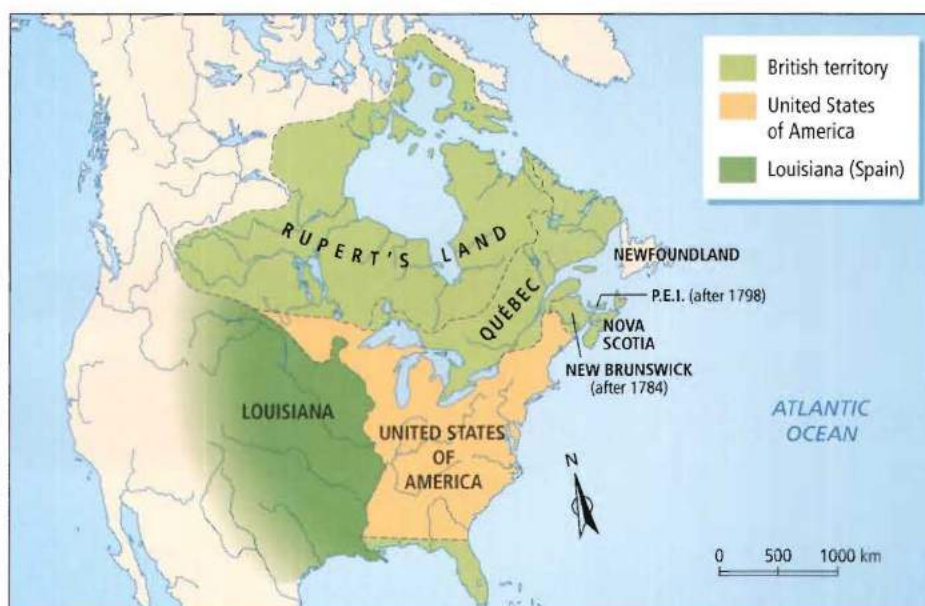 British territory
United States
of America
Louisiana (Spain)
RUPERT'S LAND
QUÉBEC
NEWFOUNDLAND
P.E.I. (after 1798)
NOVA
SCOTIA
NEW BRUNSWICK
(after 1784)
LOUISIANA
UNITED STATES
OF
AMERICA
ATLANTIC
OCEAN
N
0 500 1000 km